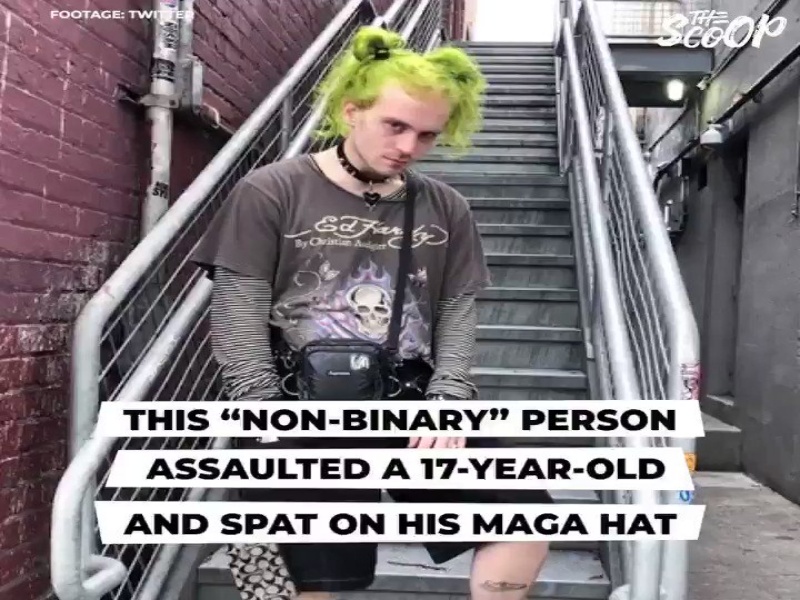 FOOTAGE: TWITTER
THE
SCOOP
Ed Hardy
By Christian Audigier
THIS “NON-BINARY” PERSON
ASSAULTED A 17-YEAR-OLD
AND SPAT ON HIS MAGA HAT